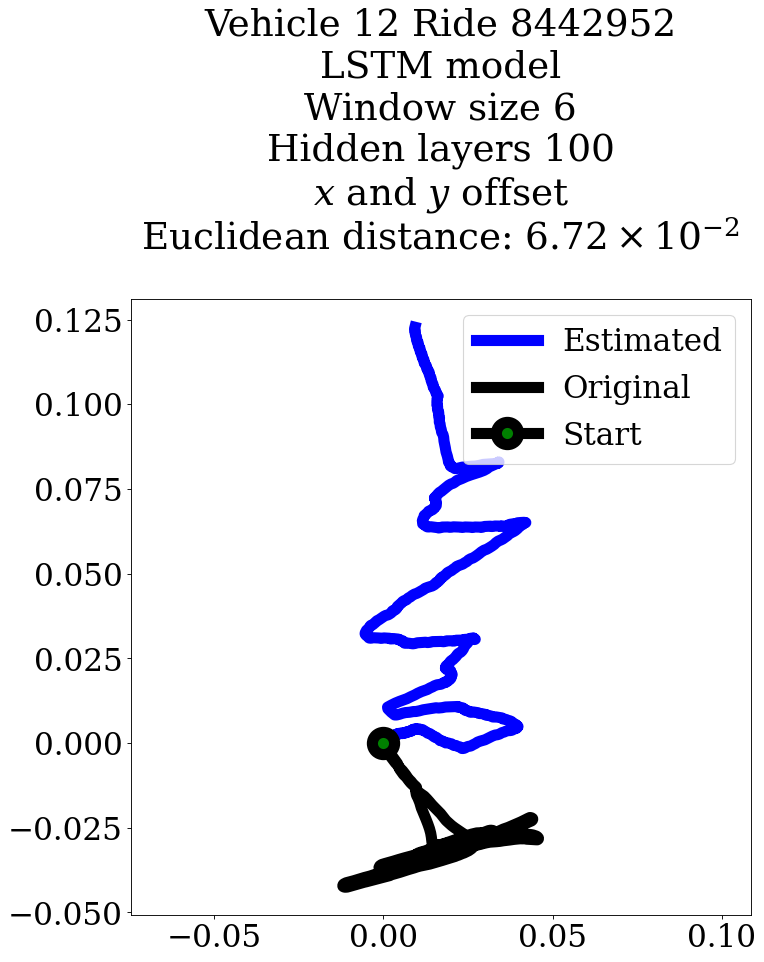 Vehicle 12 Ride 8442952
LSTM model
Window size 6
Hidden layers 100
x and y offset
Euclidean distance: 6.72 × 10⁻²
Estimated
Original
Start
0.125
0.100
0.075
0.050
0.025
0.000
−0.025
−0.050
−0.05 0.00 0.05 0.10